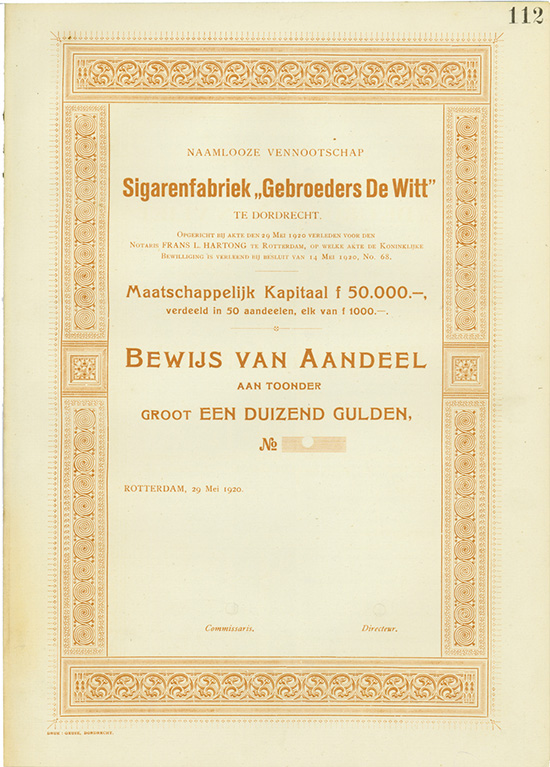 112
NAAMLOOZE VENNOOTSCHAP
Sigarenfabriek „Gebroeders De Witt"
TE DORDRECHT.
OPGERICHT BIJ AKTE DEN 29 MEI 1920 VERLEDEN VOOR DEN
NOTARIS FRANS L. HARTONG TE ROTTERDAM, OP WELKE AKTE DE KONINKLIJKE
BEWILLIGING IS VERLEEND BIJ BESLUIT VAN 14 MEI 1920, No. 68.
Maatschappelijk Kapitaal f 50.000.—,
verdeeld in 50 aandeelen, elk van f 1000.—.
BEWIJS VAN AANDEEL
AAN TOONDER
GROOT EEN DUIZEND GULDEN,
No
ROTTERDAM, 29 Mei 1920.
Commissaris. Directeur.
DRUK - GEUZE, DORDRECHT.